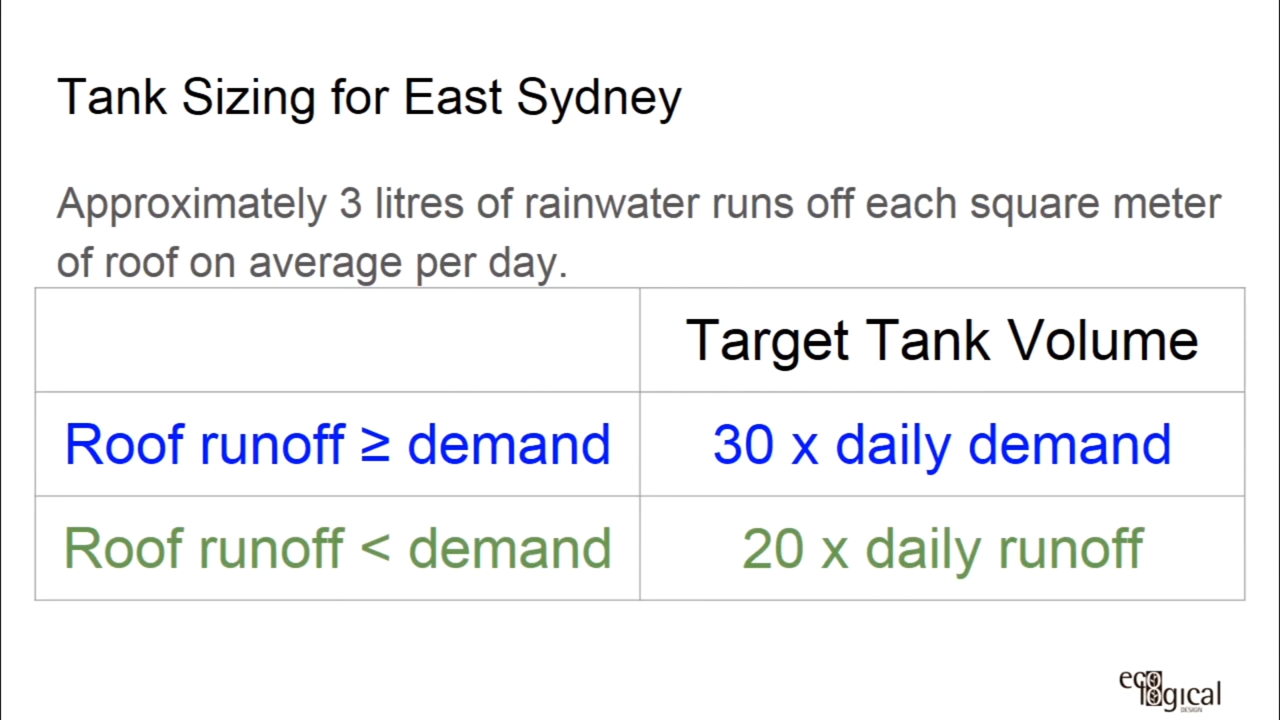 Tank Sizing for East Sydney
Approximately 3 litres of rainwater runs off each square meter
of roof on average per day.
Target Tank Volume
Roof runoff ≥ demand
30 x daily demand
Roof runoff < demand
20 x daily runoff
ecological
DESIGN